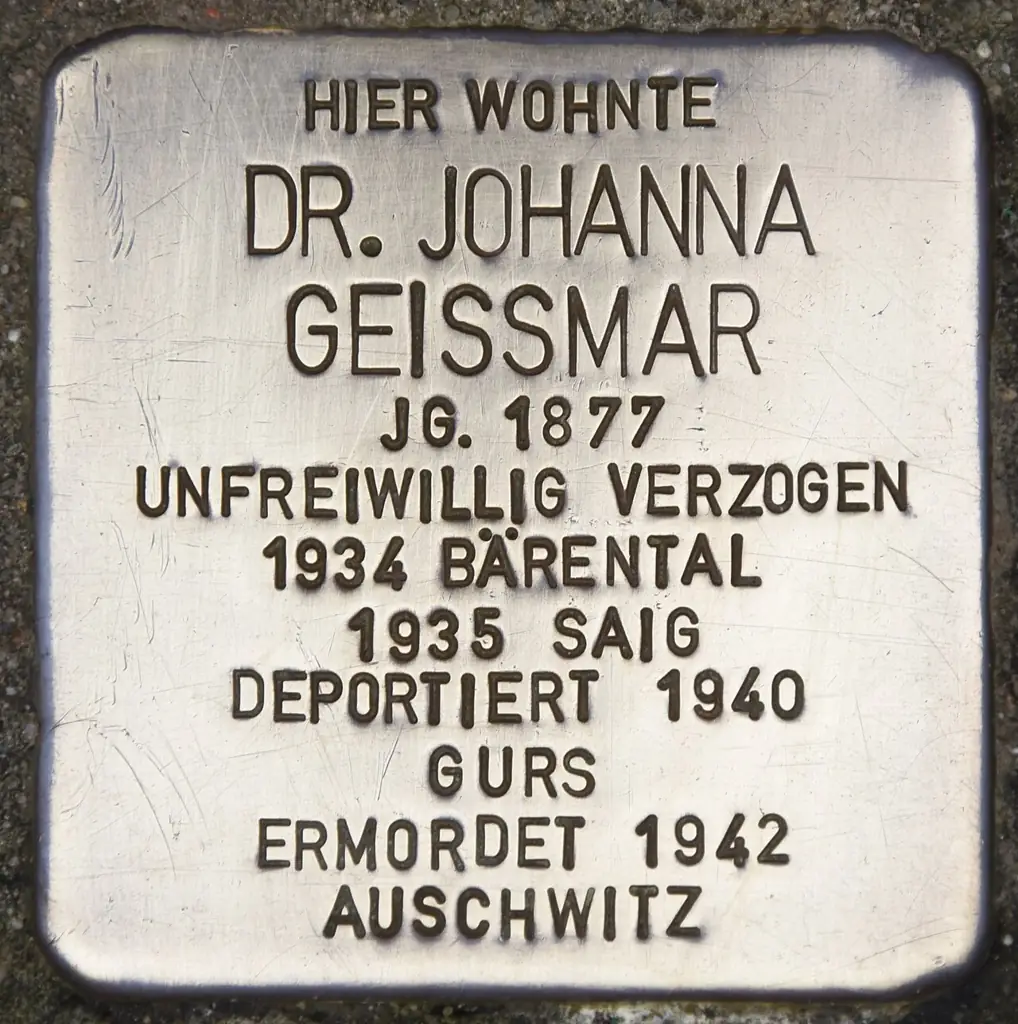 HIER WOHNTE
DR. JOHANNA
GEISSMAR
JG. 1877
UNFREIWILLIG VERZOGEN
1934 BÄRENTAL
1935 SAIG
DEPORTIERT 1940
GURS
ERMORDET 1942
AUSCHWITZ